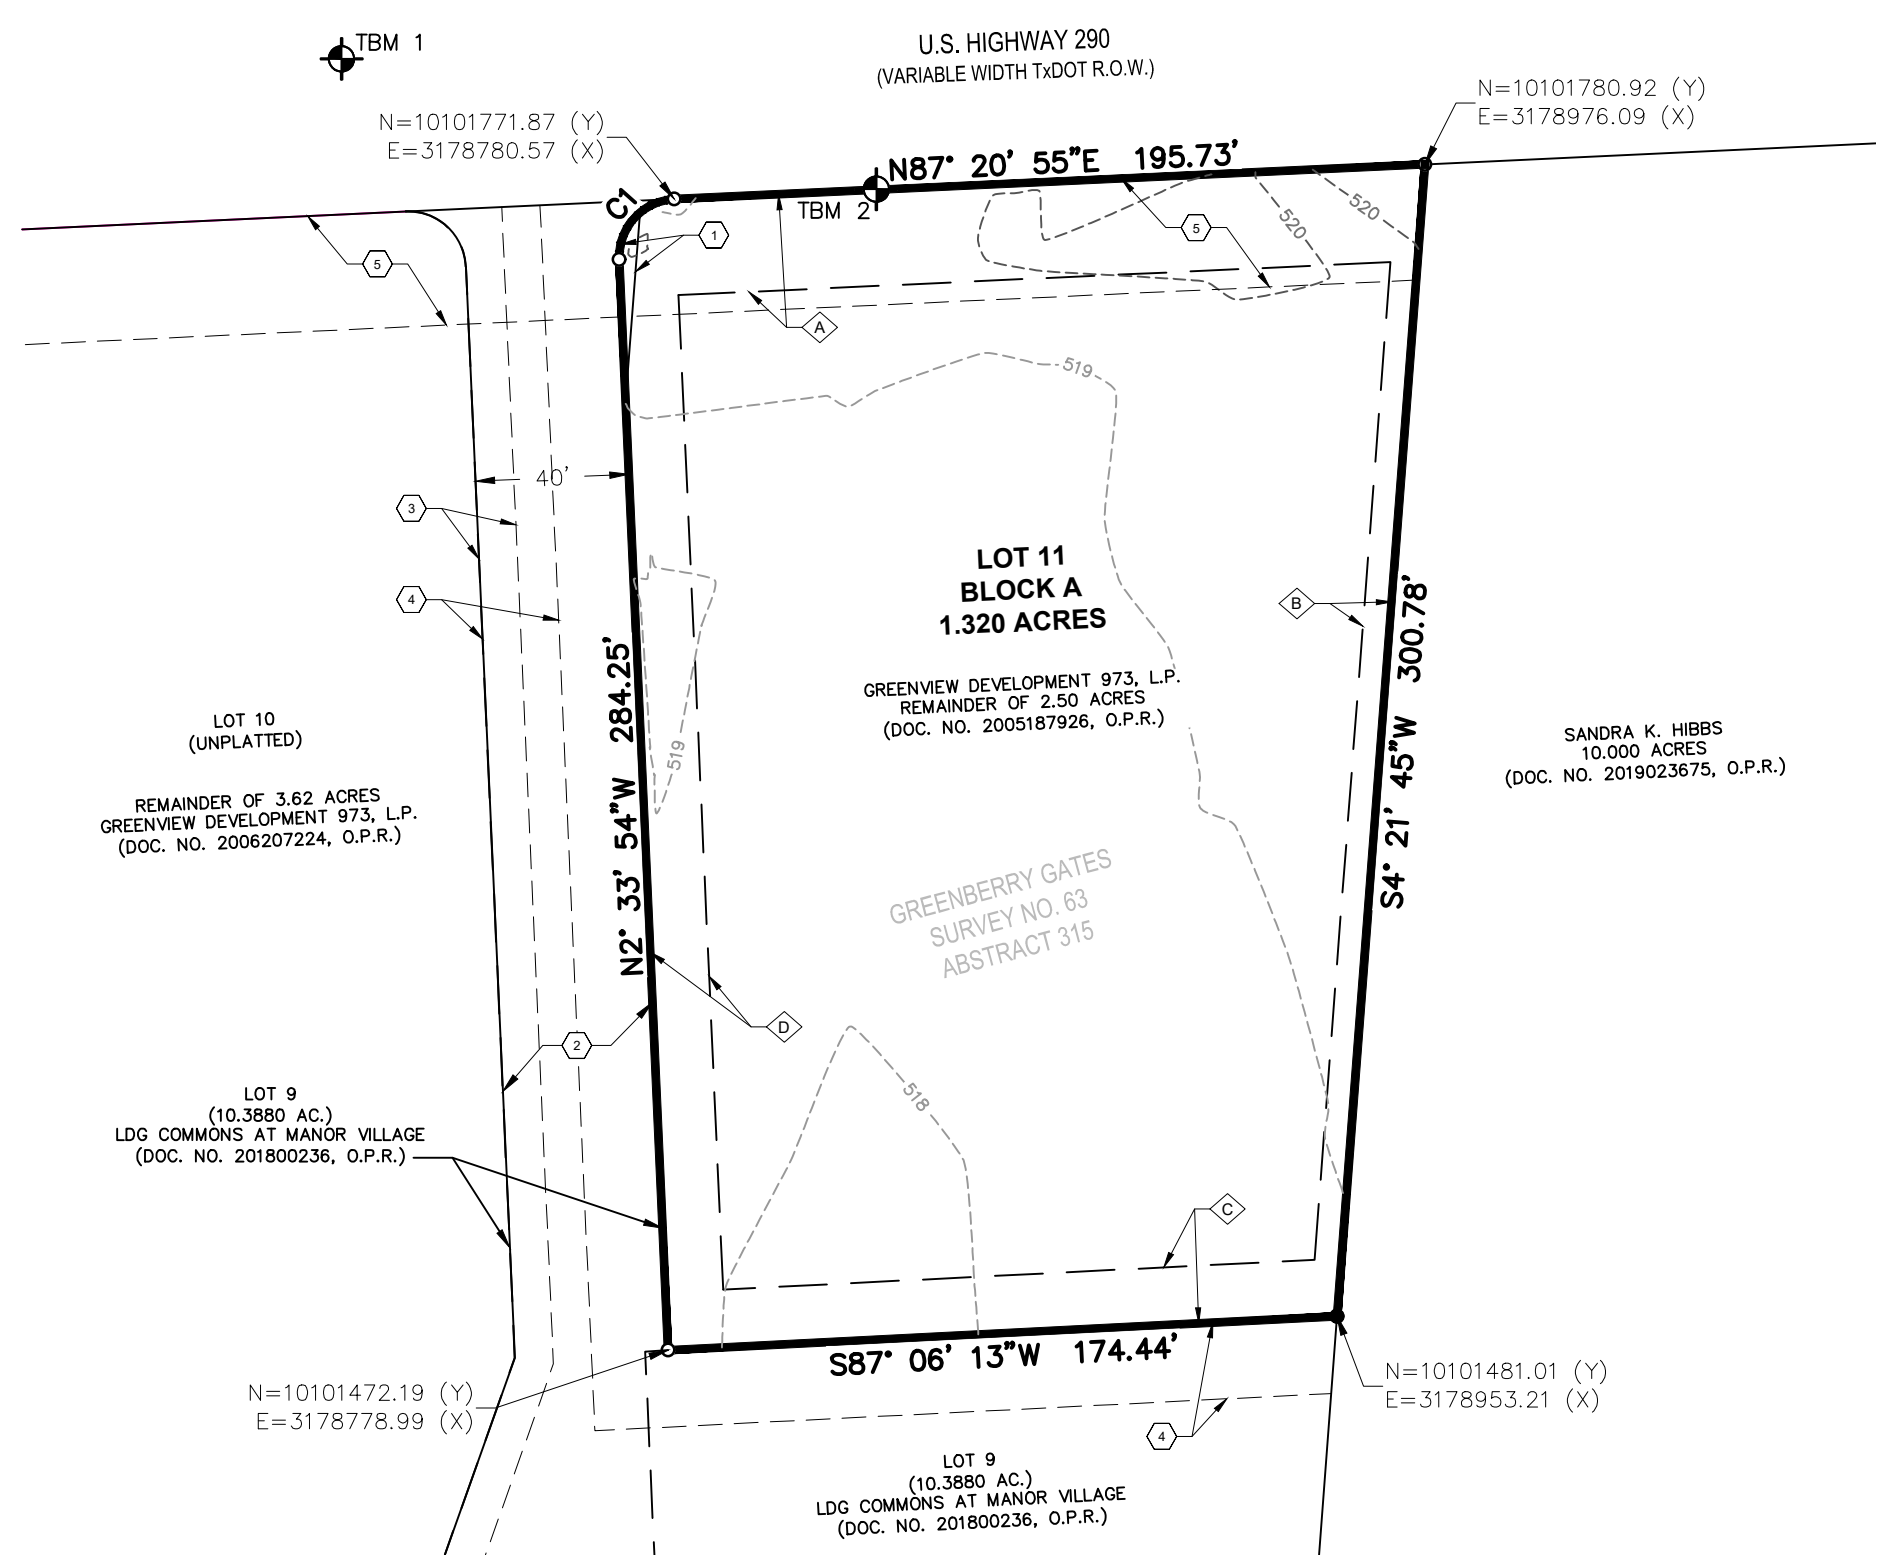 TBM 1
U.S. HIGHWAY 290
(VARIABLE WIDTH TxDOT R.O.W.)
N=10101771.87 (Y)
E=3178780.57 (X)
N=10101780.92 (Y)
E=3178976.09 (X)
N87° 20' 55"E 195.73'
C1
TBM 2
1
5
5
520
520
A
519
40'
3
4
LOT 11
BLOCK A
1.320 ACRES
B
GREENVIEW DEVELOPMENT 973, L.P.
REMAINDER OF 2.50 ACRES
(DOC. NO. 2005187926, O.P.R.)
S4° 21' 45"W 300.78'
N2° 33' 54"W 284.25'
519
LOT 10
(UNPLATTED)
REMAINDER OF 3.62 ACRES
GREENVIEW DEVELOPMENT 973, L.P.
(DOC. NO. 2006207224, O.P.R.)
SANDRA K. HIBBS
10.000 ACRES
(DOC. NO. 2019023675, O.P.R.)
GREENBERRY GATES
SURVEY NO. 63
ABSTRACT 315
D
2
518
LOT 9
(10.3880 AC.)
LDG COMMONS AT MANOR VILLAGE
(DOC. NO. 201800236, O.P.R.)
C
S87° 06' 13"W 174.44'
N=10101472.19 (Y)
E=3178778.99 (X)
N=10101481.01 (Y)
E=3178953.21 (X)
4
LOT 9
(10.3880 AC.)
LDG COMMONS AT MANOR VILLAGE
(DOC. NO. 201800236, O.P.R.)